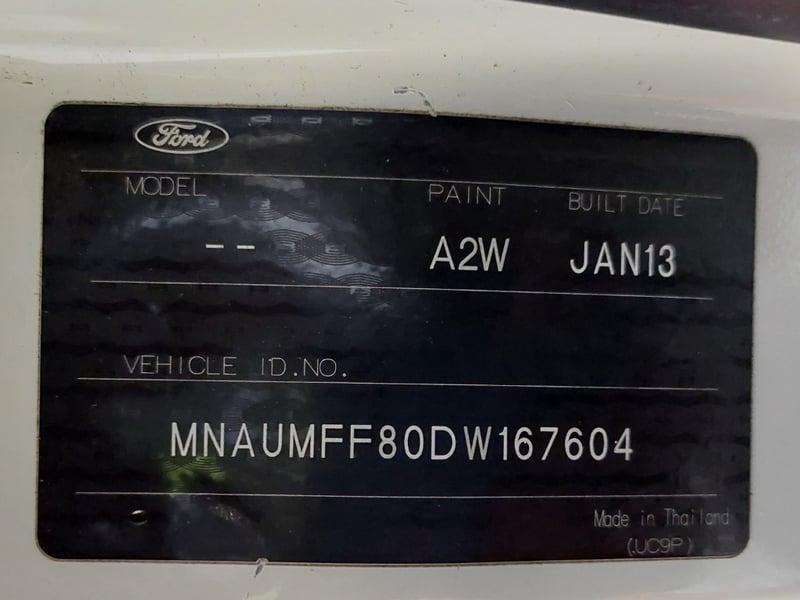 Ford
MODEL PAINT BUILT DATE
-- A2W JAN13
VEHICLE ID.NO.
MNAUMFF80DW167604
Made in Thailand
(UC9P)